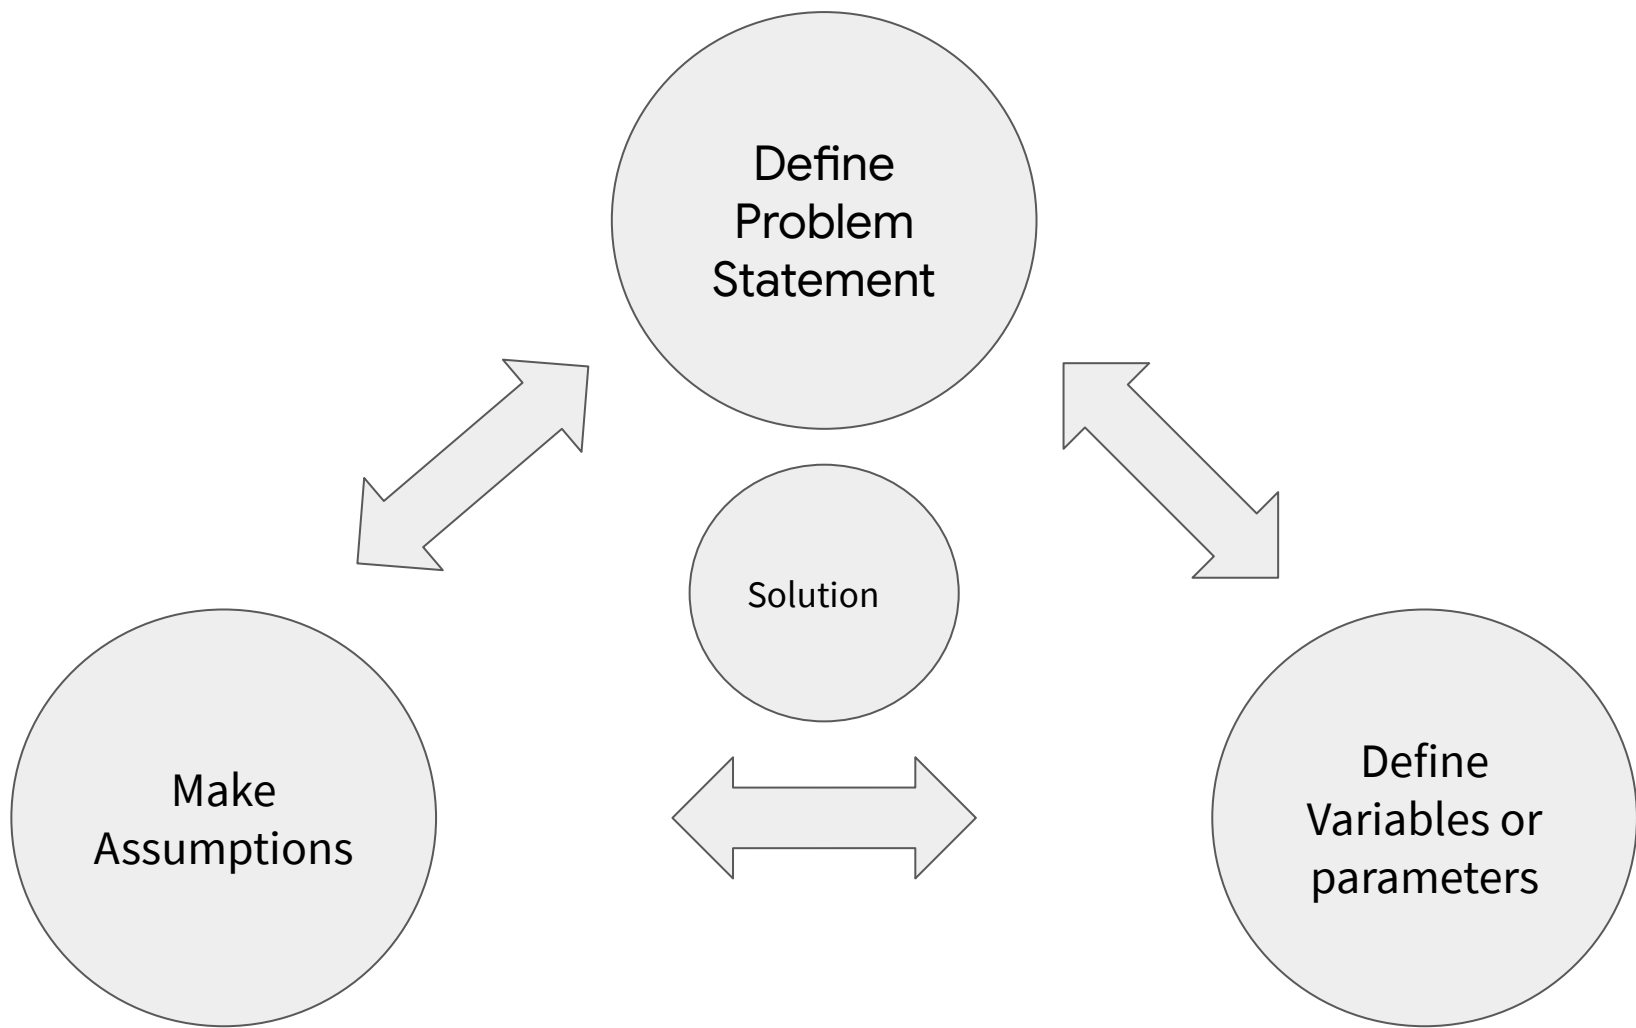 Define
Problem
Statement
Solution
Make
Assumptions
Define
Variables or
parameters